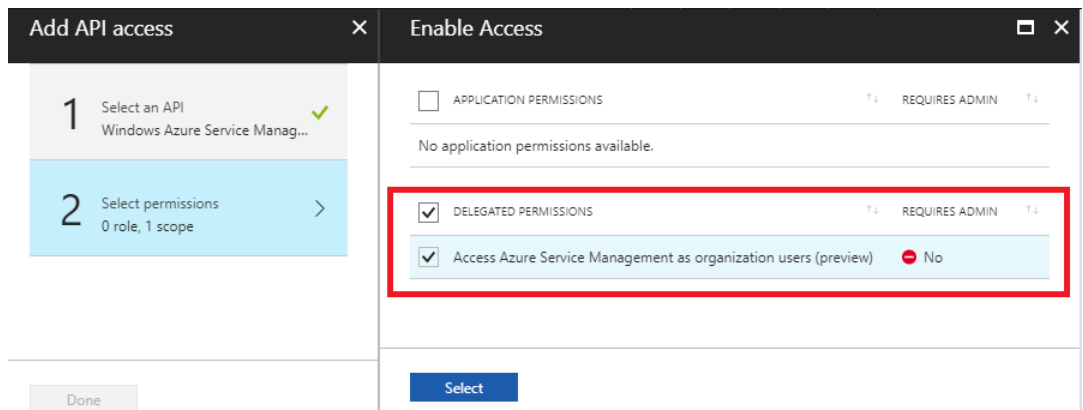 Add API access
1
Select an API
Windows Azure Service Manag...
2
Select permissions
0 role, 1 scope
Done
Enable Access
APPLICATION PERMISSIONS REQUIRES ADMIN
No application permissions available.
DELEGATED PERMISSIONS REQUIRES ADMIN
Access Azure Service Management as organization users (preview) No
Select